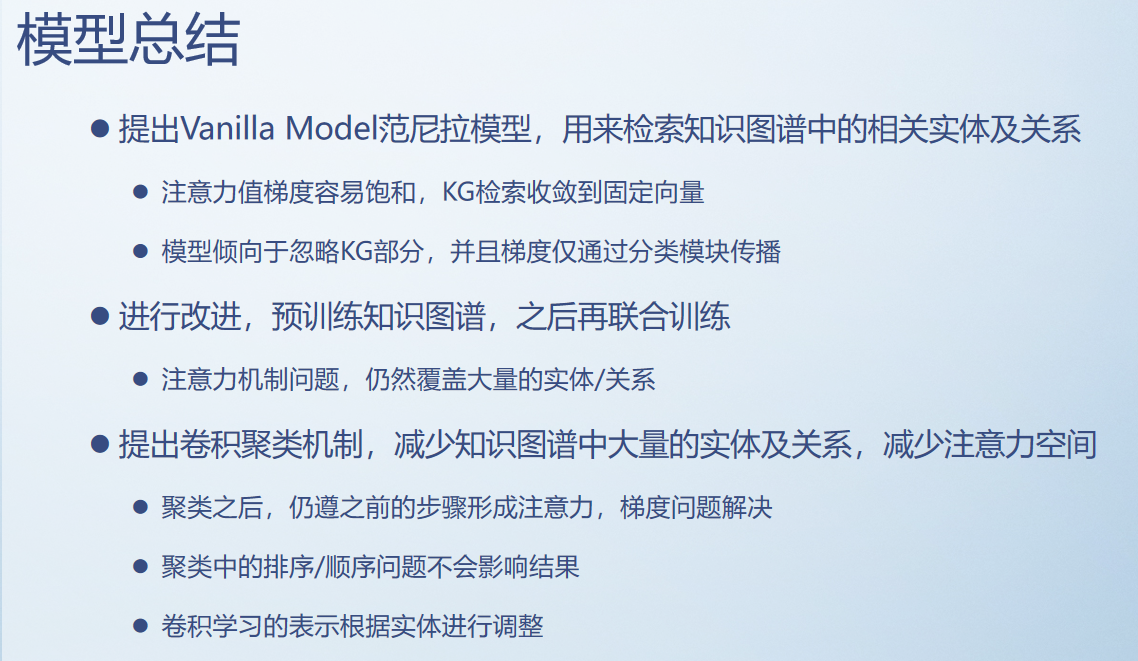 模型总结
提出Vanilla Model范尼拉模型，用来检索知识图谱中的相关实体及关系
注意力值梯度容易饱和，KG检索收敛到固定向量
模型倾向于忽略KG部分，并且梯度仅通过分类模块传播
进行改进，预训练知识图谱，之后再联合训练
注意力机制问题，仍然覆盖大量的实体/关系
提出卷积聚类机制，减少知识图谱中大量的实体及关系，减少注意力空间
聚类之后，仍遵之前的步骤形成注意力，梯度问题解决
聚类中的排序/顺序问题不会影响结果
卷积学习的表示根据实体进行调整